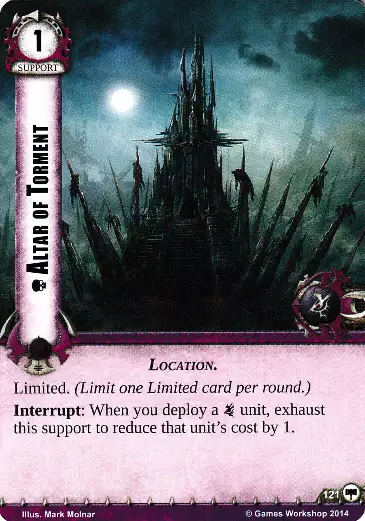 1
SUPPORT
ALTAR OF TORMENT
LOCATION.
Limited. (Limit one Limited card per round.)
Interrupt: When you deploy a unit, exhaust
this support to reduce that unit's cost by 1.
121
Illus. Mark Molnar
© Games Workshop 2014